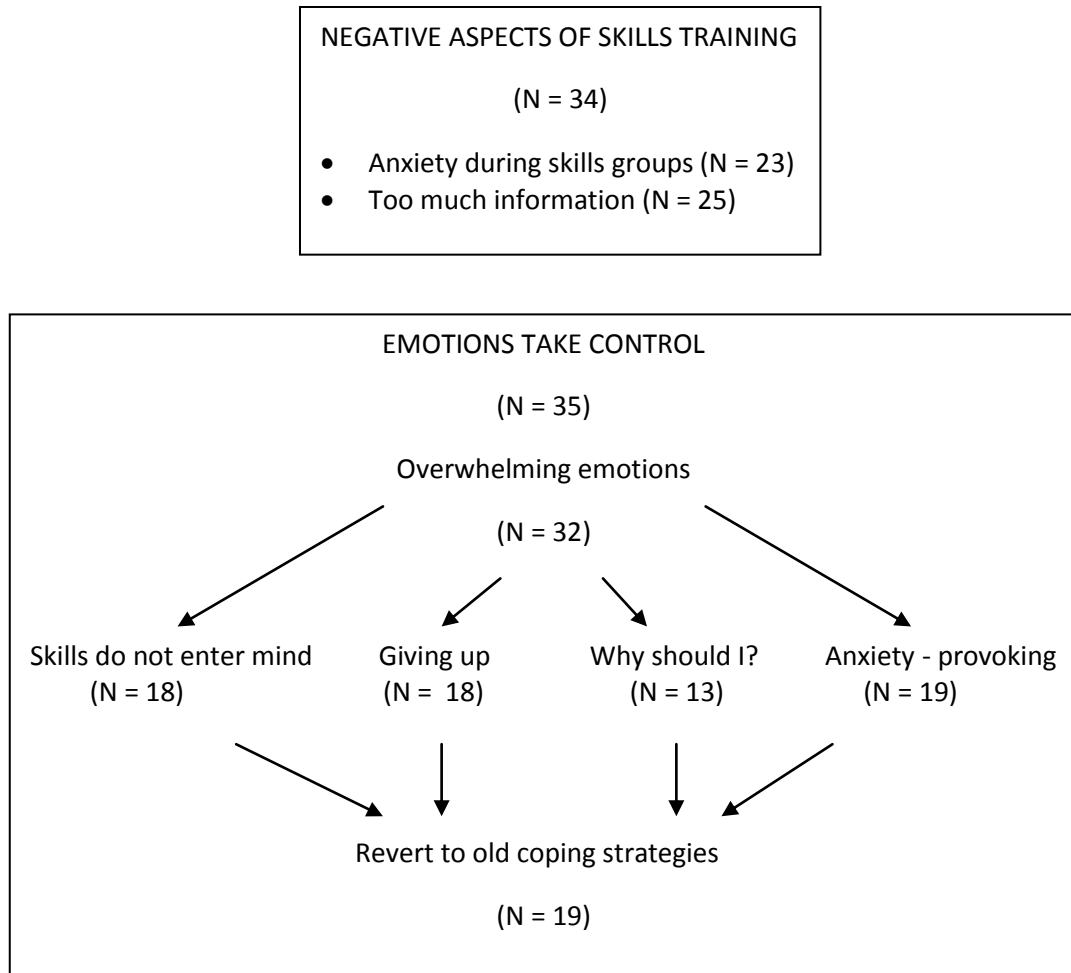 NEGATIVE ASPECTS OF SKILLS TRAINING
(N = 34)
• Anxiety during skills groups (N = 23)
• Too much information (N = 25)
EMOTIONS TAKE CONTROL
(N = 35)
Overwhelming emotions
(N = 32)
Skills do not enter mind Giving up Why should I? Anxiety - provoking
(N = 18) (N = 18) (N = 13) (N = 19)
Revert to old coping strategies
(N = 19)